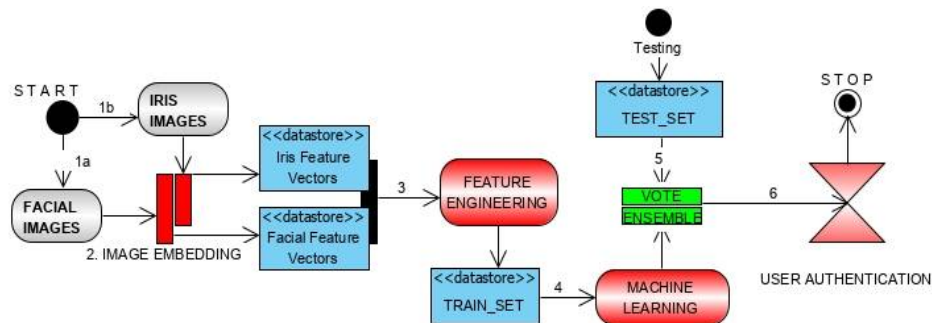 START
1b
IRIS
IMAGES
1a
FACIAL
IMAGES
2. IMAGE EMBEDDING
<<datastore>>
Iris Feature
Vectors
<<datastore>>
Facial Feature
Vectors
3
FEATURE
ENGINEERING
<<datastore>>
TRAIN_SET
4
MACHINE
LEARNING
Testing
<<datastore>>
TEST_SET
5
VOTE
ENSEMBLE
6
STOP
USER AUTHENTICATION